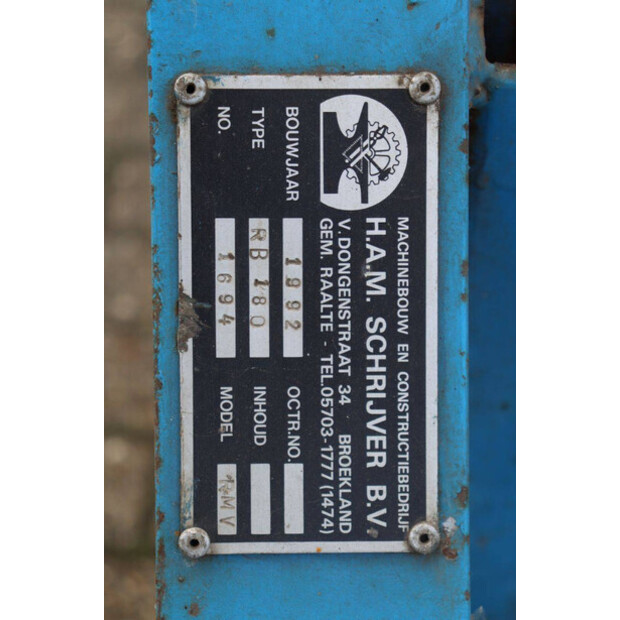 MACHINEBOUW EN CONSTRUCTIEBEDRIJF
H.A.M. SCHRIJVER B.V.
V. DONGENSTRAAT 34 BROEKLAND
GEM. RAALTE - TEL.05703-1777 (1474)
BOUWJAAR 1992 OCTR.NO.
TYPE RB 180 INHOUD
NO. 1694 MODEL